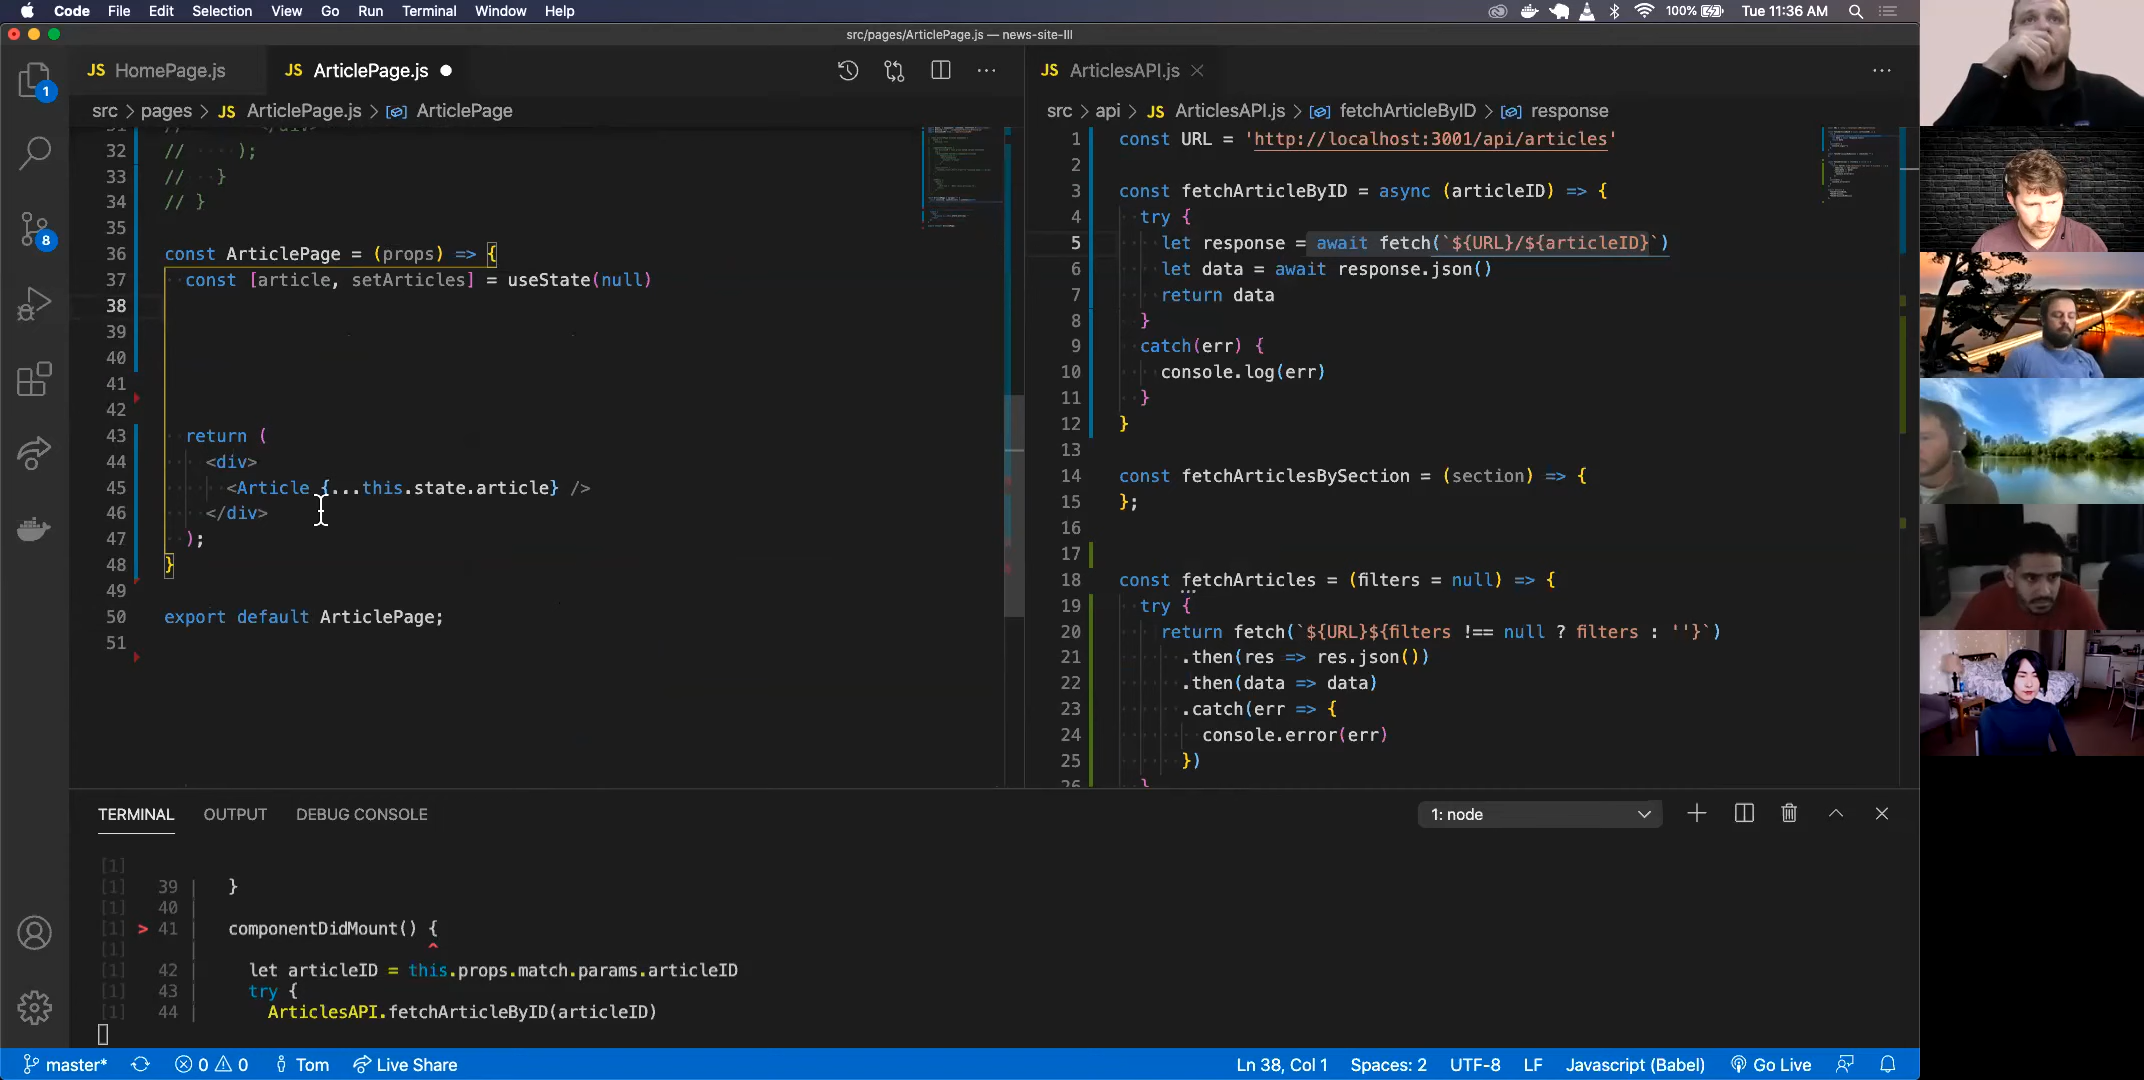 Code File Edit Selection View Go Run Terminal Window Help 100% Tue 11:36 AM
src/pages/ArticlePage.js — news-site-III
JS HomePage.js JS ArticlePage.js
src > pages > JS ArticlePage.js > ArticlePage
32 // );
33 // }
34 // }
35
36 const ArticlePage = (props) => {
37 const [article, setArticles] = useState(null)
38
39
40
41
42
43 return (
44 <div>
45 <Article {...this.state.article} />
46 </div>
47 );
48 }
49
50 export default ArticlePage;
51
JS ArticlesAPI.js
src > api > JS ArticlesAPI.js > fetchArticleByID > response
1 const URL = 'http://localhost:3001/api/articles'
2
3 const fetchArticleByID = async (articleID) => {
4 try {
5 let response = await fetch(`${URL}/${articleID}`)
6 let data = await response.json()
7 return data
8 }
9 catch(err) {
10 console.log(err)
11 }
12 }
13
14 const fetchArticlesBySection = (section) => {
15 };
16
17
18 const fetchArticles = (filters = null) => {
19 try {
20 return fetch(`${URL}${filters !== null ? filters : ''}`)
21 .then(res => res.json())
22 .then(data => data)
23 .catch(err => {
24 console.error(err)
25 })
1
8
TERMINAL OUTPUT DEBUG CONSOLE 1: node
[1]
[1] 39 | }
[1] 40 |
[1] > 41 | componentDidMount() {
[1] | ^
[1] 42 | let articleID = this.props.match.params.articleID
[1] 43 | try {
[1] 44 | ArticlesAPI.fetchArticleByID(articleID)
master* 0 0 Tom Live Share Ln 38, Col 1 Spaces: 2 UTF-8 LF Javascript (Babel) Go Live